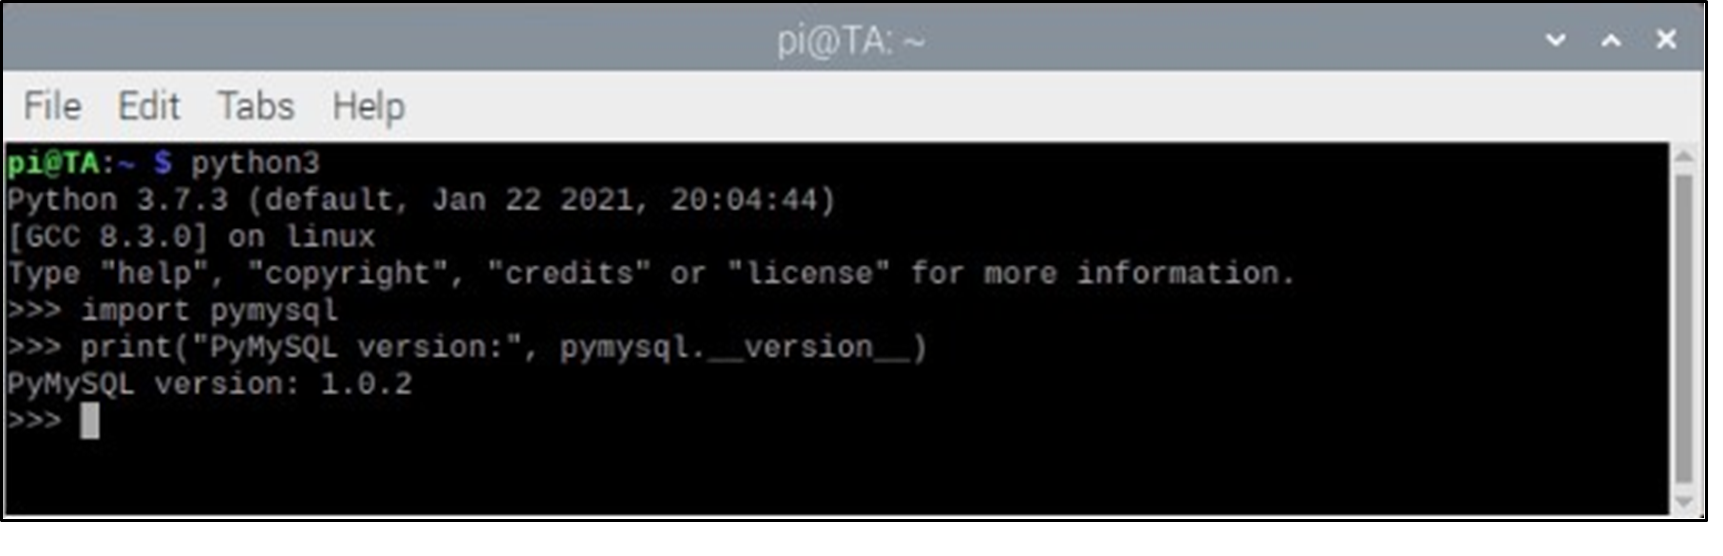 pi@TA: ~
File Edit Tabs Help
pi@TA:~ $ python3
Python 3.7.3 (default, Jan 22 2021, 20:04:44)
[GCC 8.3.0] on linux
Type "help", "copyright", "credits" or "license" for more information.
>>> import pymysql
>>> print("PyMySQL version:", pymysql.__version__)
PyMySQL version: 1.0.2
>>>